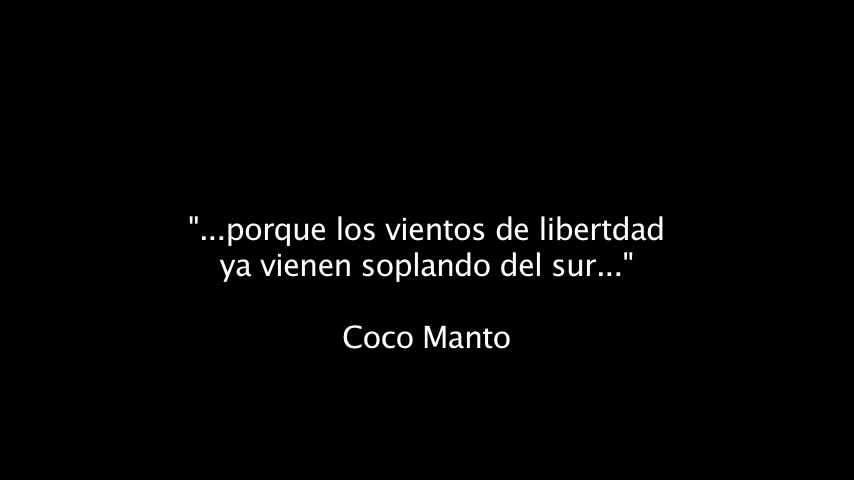 "...porque los vientos de libertdad
ya vienen soplando del sur..."
Coco Manto